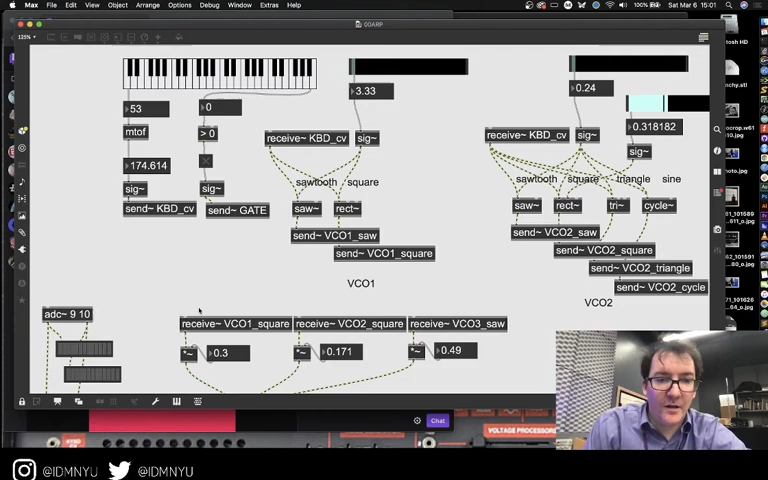 Max File Edit View Object Arrange Options Debug Window Extras Help
100% Sat Mar 6 15:01
00ARP
125%
3.33
0.24
53
0
0.318182
mtof
> 0
receive~ KBD_cv
sig~
receive~ KBD_cv
sig~
sig~
174.614
sawtooth square
sawtooth square triangle sine
sig~
sig~
saw~ rect~
saw~ rect~ tri~ cycle~
send~ KBD_cv
send~ GATE
send~ VCO1_saw
send~ VCO2_saw
send~ VCO1_square
send~ VCO2_square
send~ VCO2_triangle
VCO1
send~ VCO2_cycle
VCO2
adc~ 9 10
receive~ VCO1_square
receive~ VCO2_square
receive~ VCO3_saw
*~ 0.3
*~ 0.171
*~ 0.49
Chat
VOLTAGE PROCESSORS
@IDMNYU @IDMNYU